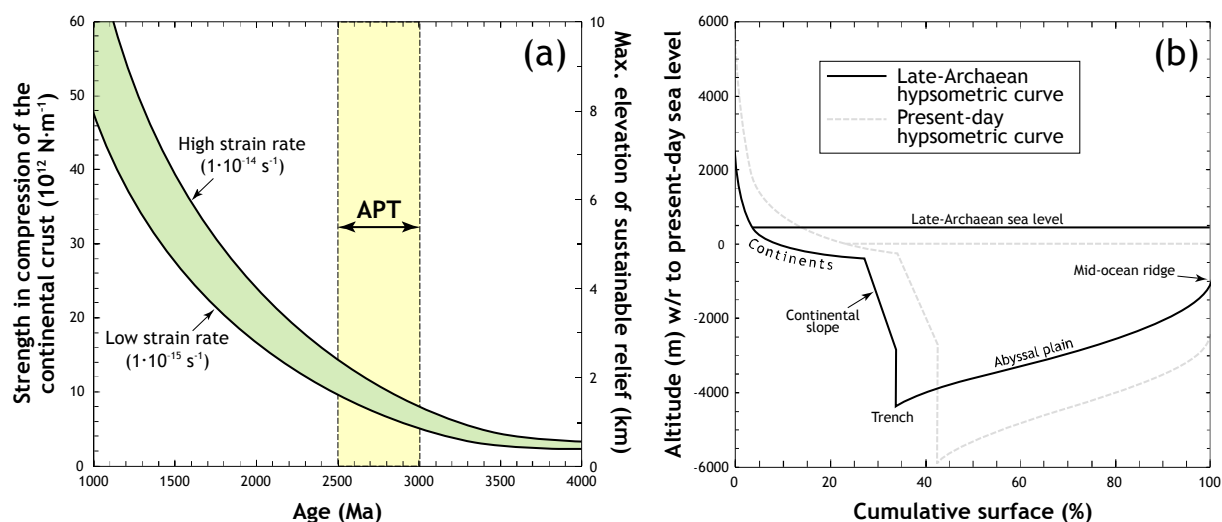 (a)
Strength in compression of the
continental crust (10¹² N·m⁻¹)
60
50
40
30
20
10
0
High strain rate
(1·10⁻¹⁴ s⁻¹)
Low strain rate
(1·10⁻¹⁵ s⁻¹)
APT
10
8
6
4
2
0
Max. elevation of sustainable relief (km)
1000
1500
2000
2500
3000
3500
4000
Age (Ma)
(b)
Altitude (m) w/r to present-day sea level
6000
4000
2000
0
-2000
-4000
-6000
Late-Archaean
hypsometric curve
Present-day
hypsometric curve
Late-Archaean sea level
Continents
Mid-ocean ridge
Continental
slope
Abyssal plain
Trench
0
20
40
60
80
100
Cumulative surface (%)